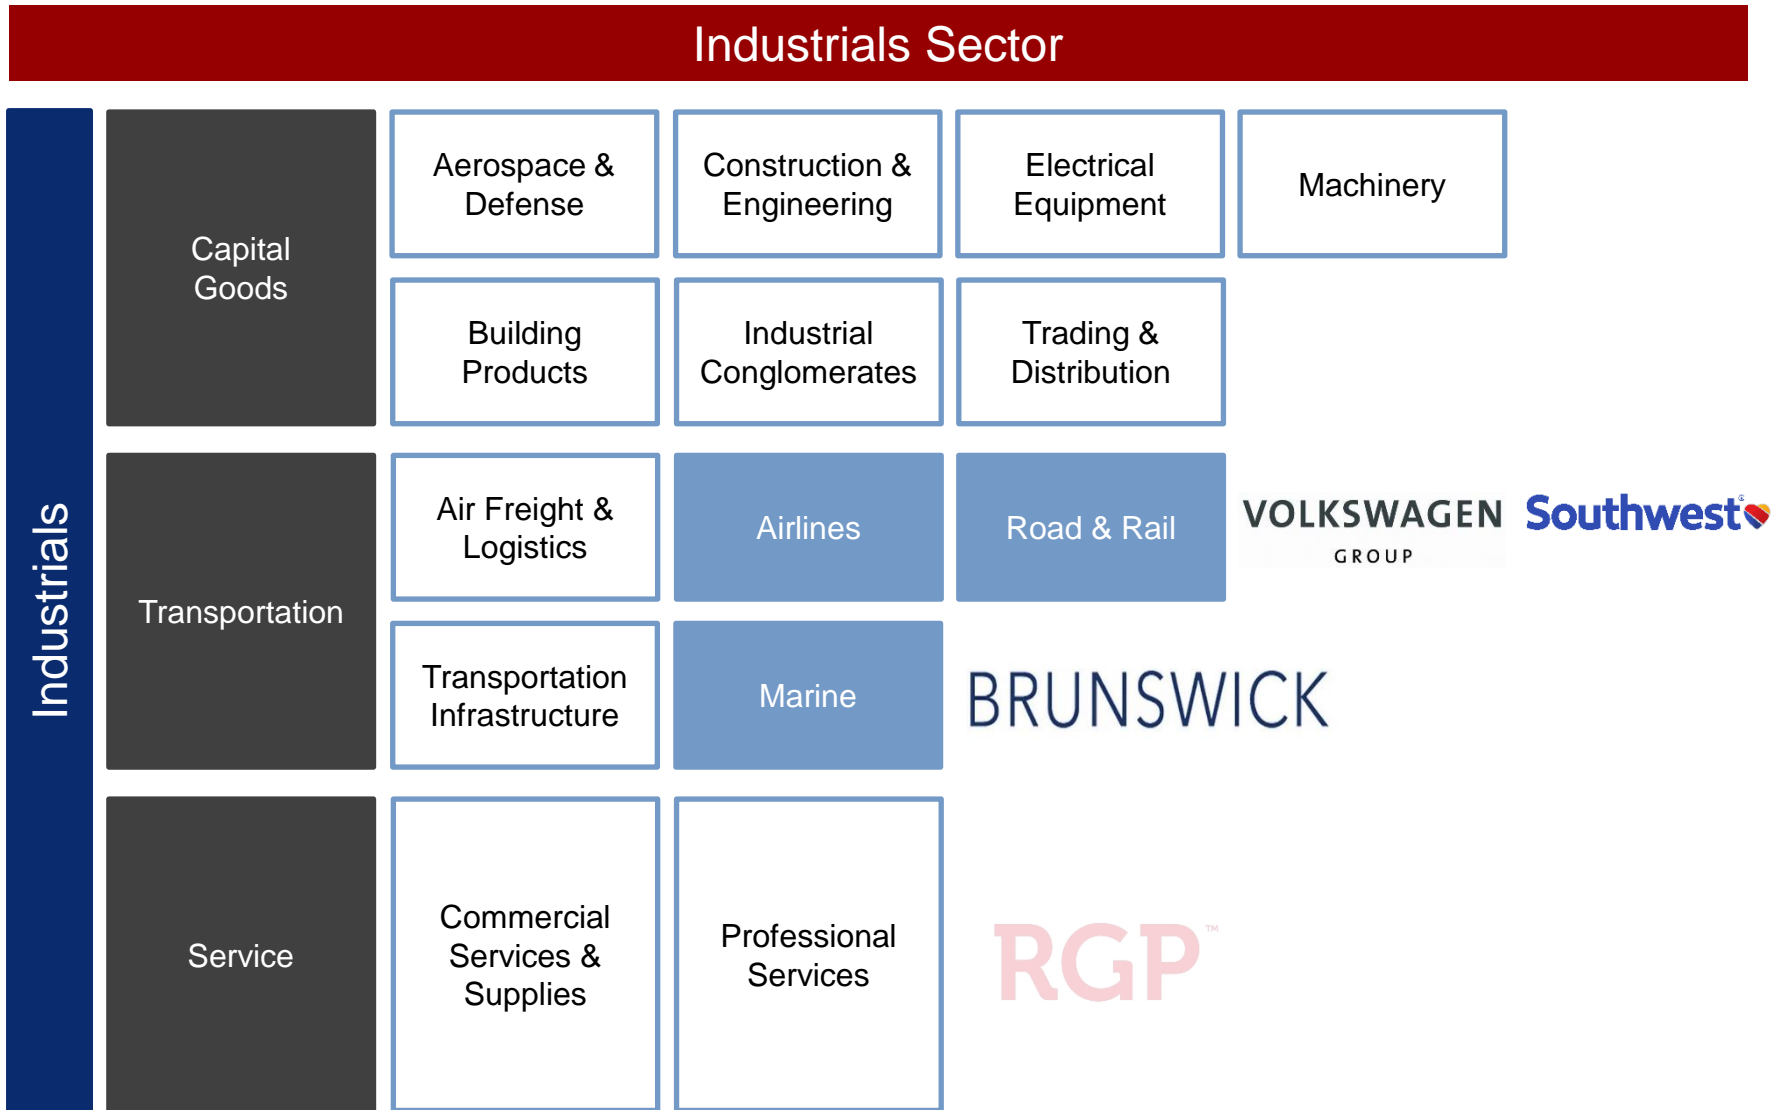 Industrials Sector
Industrials
Capital
Goods
Aerospace &
Defense
Construction &
Engineering
Electrical
Equipment
Machinery
Building
Products
Industrial
Conglomerates
Trading &
Distribution
Transportation
Air Freight &
Logistics
Airlines
Road & Rail
VOLKSWAGEN
GROUP
Southwest
Transportation
Infrastructure
Marine
BRUNSWICK
Service
Commercial
Services &
Supplies
Professional
Services
RGP™